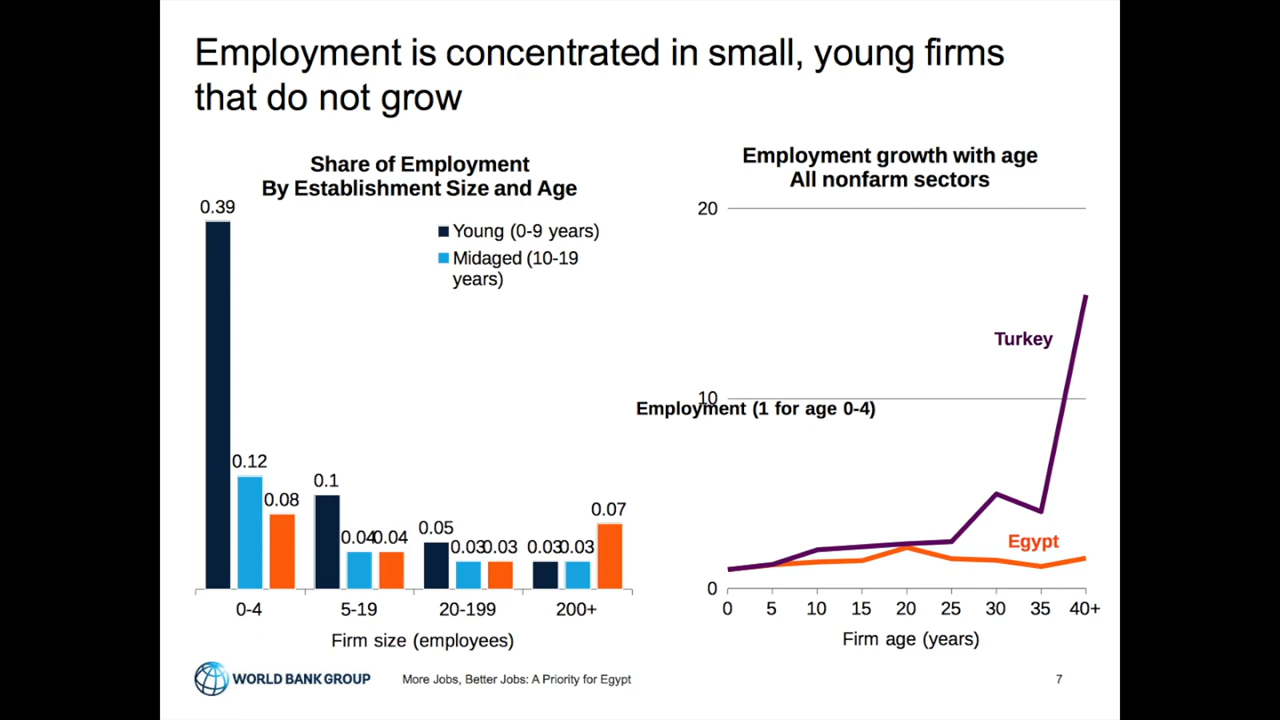 Employment is concentrated in small, young firms
that do not grow
Share of Employment
By Establishment Size and Age
0.39
Young (0-9 years)
Midaged (10-19
years)
0.12
0.08
0.1
0.04
0.04
0.05
0.03
0.03
0.03
0.03
0.07
0-4
5-19
20-199
200+
Firm size (employees)
Employment growth with age
All nonfarm sectors
20
Turkey
10
Employment (1 for age 0-4)
Egypt
0
0
5
10
15
20
25
30
35
40+
Firm age (years)
WORLD BANK GROUP
More Jobs, Better Jobs: A Priority for Egypt
7